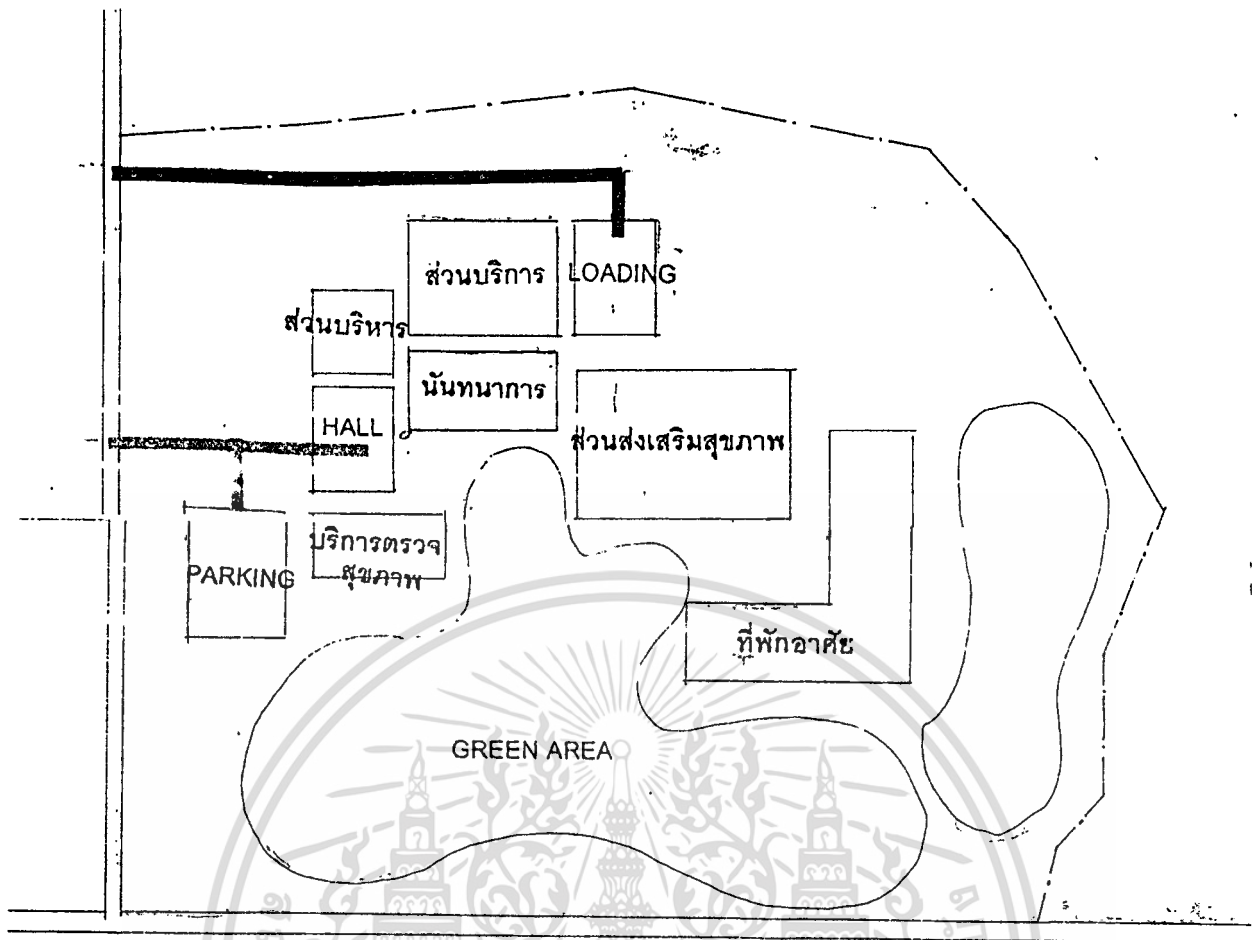 ส่วนบริการ
LOADING
ส่วนบริหาร
นันทนาการ
HALL
ส่วนส่งเสริมสุขภาพ
PARKING
บริการตรวจ
สุขภาพ
ที่พักอาศัย
GREEN AREA